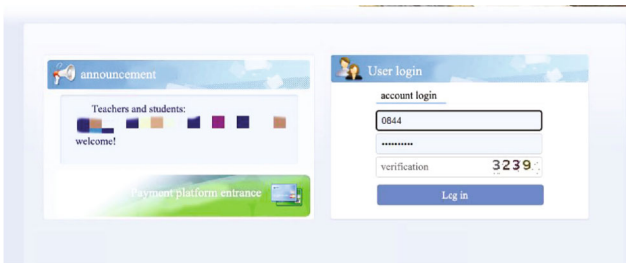 announcement
Teachers and students:
welcome!
Payment platform entrance
User login
account login
0844
verification
3239
Log in